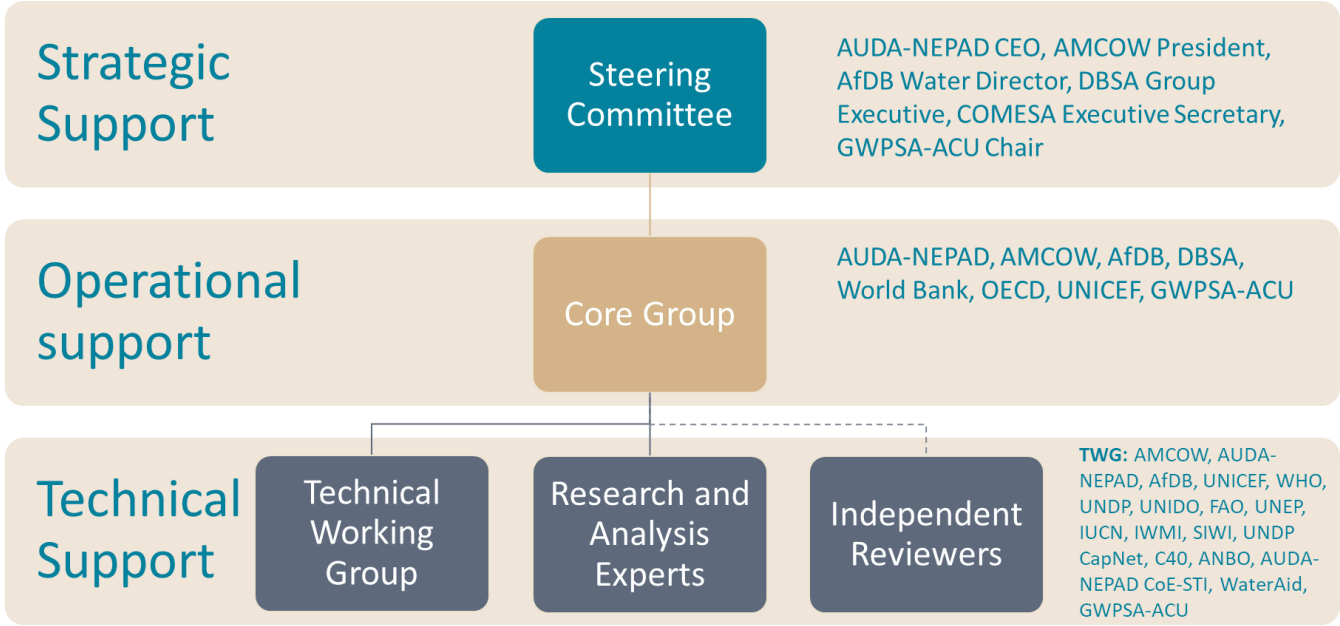 Strategic
Support
Steering
Committee
AUDA-NEPAD CEO, AMCOW President,
AfDB Water Director, DBSA Group
Executive, COMESA Executive Secretary,
GWPSA-ACU Chair
Operational
support
Core Group
AUDA-NEPAD, AMCOW, AfDB, DBSA,
World Bank, OECD, UNICEF, GWPSA-ACU
Technical
Support
Technical
Working
Group
Research and
Analysis
Experts
Independent
Reviewers
TWG: AMCOW, AUDA-
NEPAD, AfDB, UNICEF, WHO,
UNDP, UNIDO, FAO, UNEP,
IUCN, IWMI, SIWI, UNDP
CapNet, C40, ANBO, AUDA-
NEPAD CoE-STI, WaterAid,
GWPSA-ACU